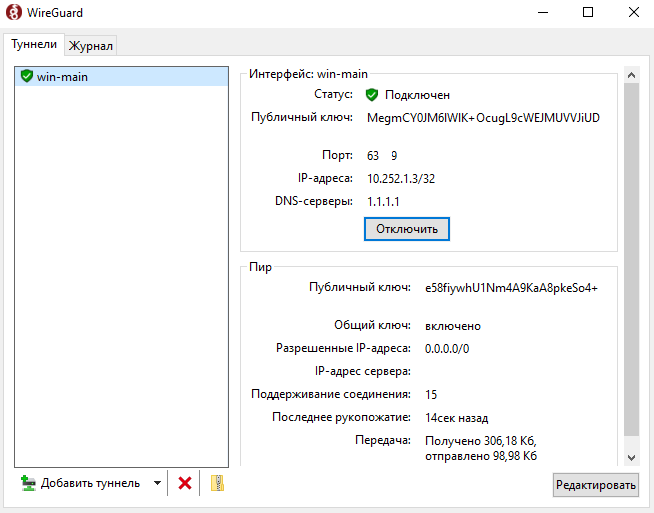 WireGuard
Туннели
Журнал
win-main
Интерфейс: win-main
Статус: Подключен
Публичный ключ: MegmCY0JM6IWIK+OcugL9cWEJMUVVJiUD
Порт: 63 9
IP-адреса: 10.252.1.3/32
DNS-серверы: 1.1.1.1
Отключить
Пир
Публичный ключ: e58fiywhU1Nm4A9KaA8pkeSo4+
Общий ключ: включено
Разрешенные IP-адреса: 0.0.0.0/0
IP-адрес сервера:
Поддерживание соединения: 15
Последнее рукопожатие: 14сек назад
Передача: Получено 306,18 Кб,
отправлено 98,98 Кб
Добавить туннель
Редактировать